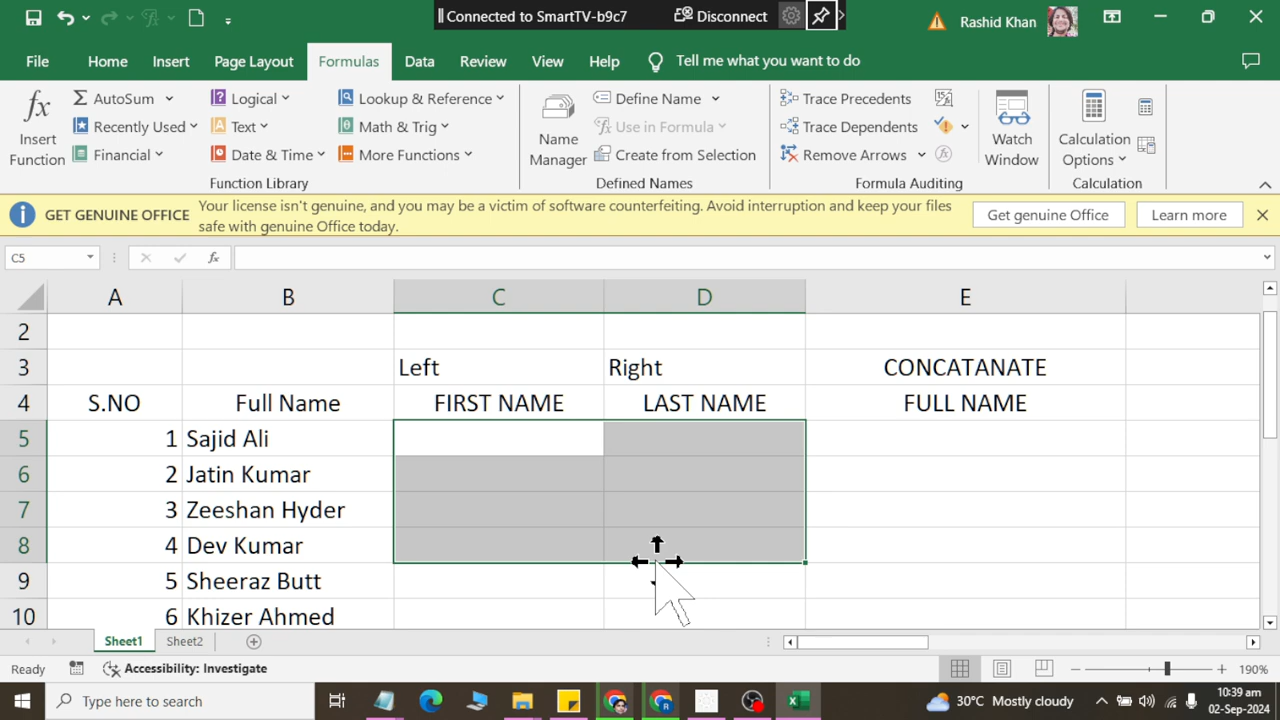 Connected to SmartTV-b9c7 Disconnect
Rashid Khan
File Home Insert Page Layout Formulas Data Review View Help Tell me what you want to do
Insert Function
AutoSum
Recently Used
Financial
Logical
Text
Date & Time
Lookup & Reference
Math & Trig
More Functions
Function Library
Name Manager
Define Name
Use in Formula
Create from Selection
Defined Names
Trace Precedents
Trace Dependents
Remove Arrows
Watch Window
Formula Auditing
Calculation Options
Calculation
GET GENUINE OFFICE Your license isn't genuine, and you may be a victim of software counterfeiting. Avoid interruption and keep your files
safe with genuine Office today.
Get genuine Office Learn more
C5 fx
A B C D E
2
3 Left Right CONCATANATE
4 S.NO Full Name FIRST NAME LAST NAME FULL NAME
5 1 Sajid Ali
6 2 Jatin Kumar
7 3 Zeeshan Hyder
8 4 Dev Kumar
9 5 Sheeraz Butt
10 6 Khizer Ahmed
Sheet1 Sheet2
Ready Accessibility: Investigate 190%
Type here to search 30°C Mostly cloudy 10:39 am
02-Sep-2024